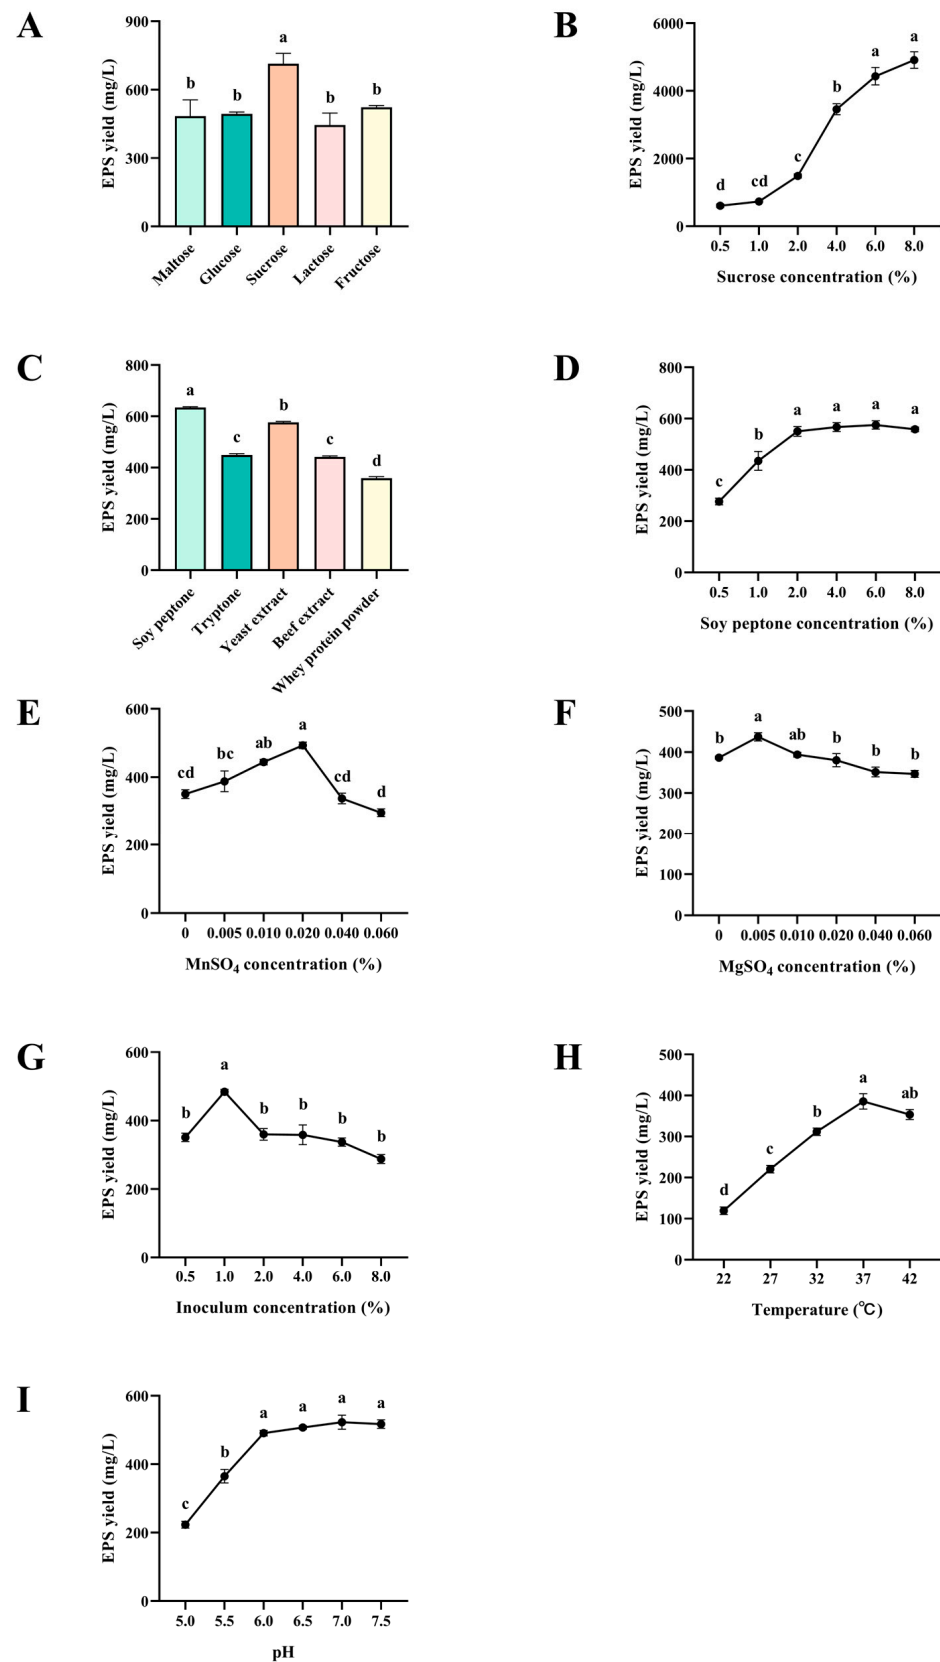 A
EPS yield (mg/L)
900
600
300
0
b
b
a
b
b
Maltose
Glucose
Sucrose
Lactose
Fructose
B
EPS yield (mg/L)
6000
4000
2000
0
d
cd
c
b
a
a
0.5 1.0 2.0 4.0 6.0 8.0
Sucrose concentration (%)
C
EPS yield (mg/L)
800
600
400
200
0
a
c
b
c
d
Soy peptone
Tryptone
Yeast extract
Beef extract
Whey protein powder
D
EPS yield (mg/L)
800
600
400
200
0
c
b
a
a
a
a
0.5 1.0 2.0 4.0 6.0 8.0
Soy peptone concentration (%)
E
EPS yield (mg/L)
600
400
200
0
cd
bc
ab
a
cd
d
0 0.005 0.010 0.020 0.040 0.060
MnSO₄ concentration (%)
F
EPS yield (mg/L)
500
400
300
200
100
0
b
a
ab
b
b
b
0 0.005 0.010 0.020 0.040 0.060
MgSO₄ concentration (%)
G
EPS yield (mg/L)
600
400
200
0
b
a
b
b
b
b
0.5 1.0 2.0 4.0 6.0 8.0
Inoculum concentration (%)
H
EPS yield (mg/L)
500
400
300
200
100
0
d
c
b
a
ab
22 27 32 37 42
Temperature (℃)
I
EPS yield (mg/L)
600
400
200
0
c
b
a
a
a
a
5.0 5.5 6.0 6.5 7.0 7.5
pH